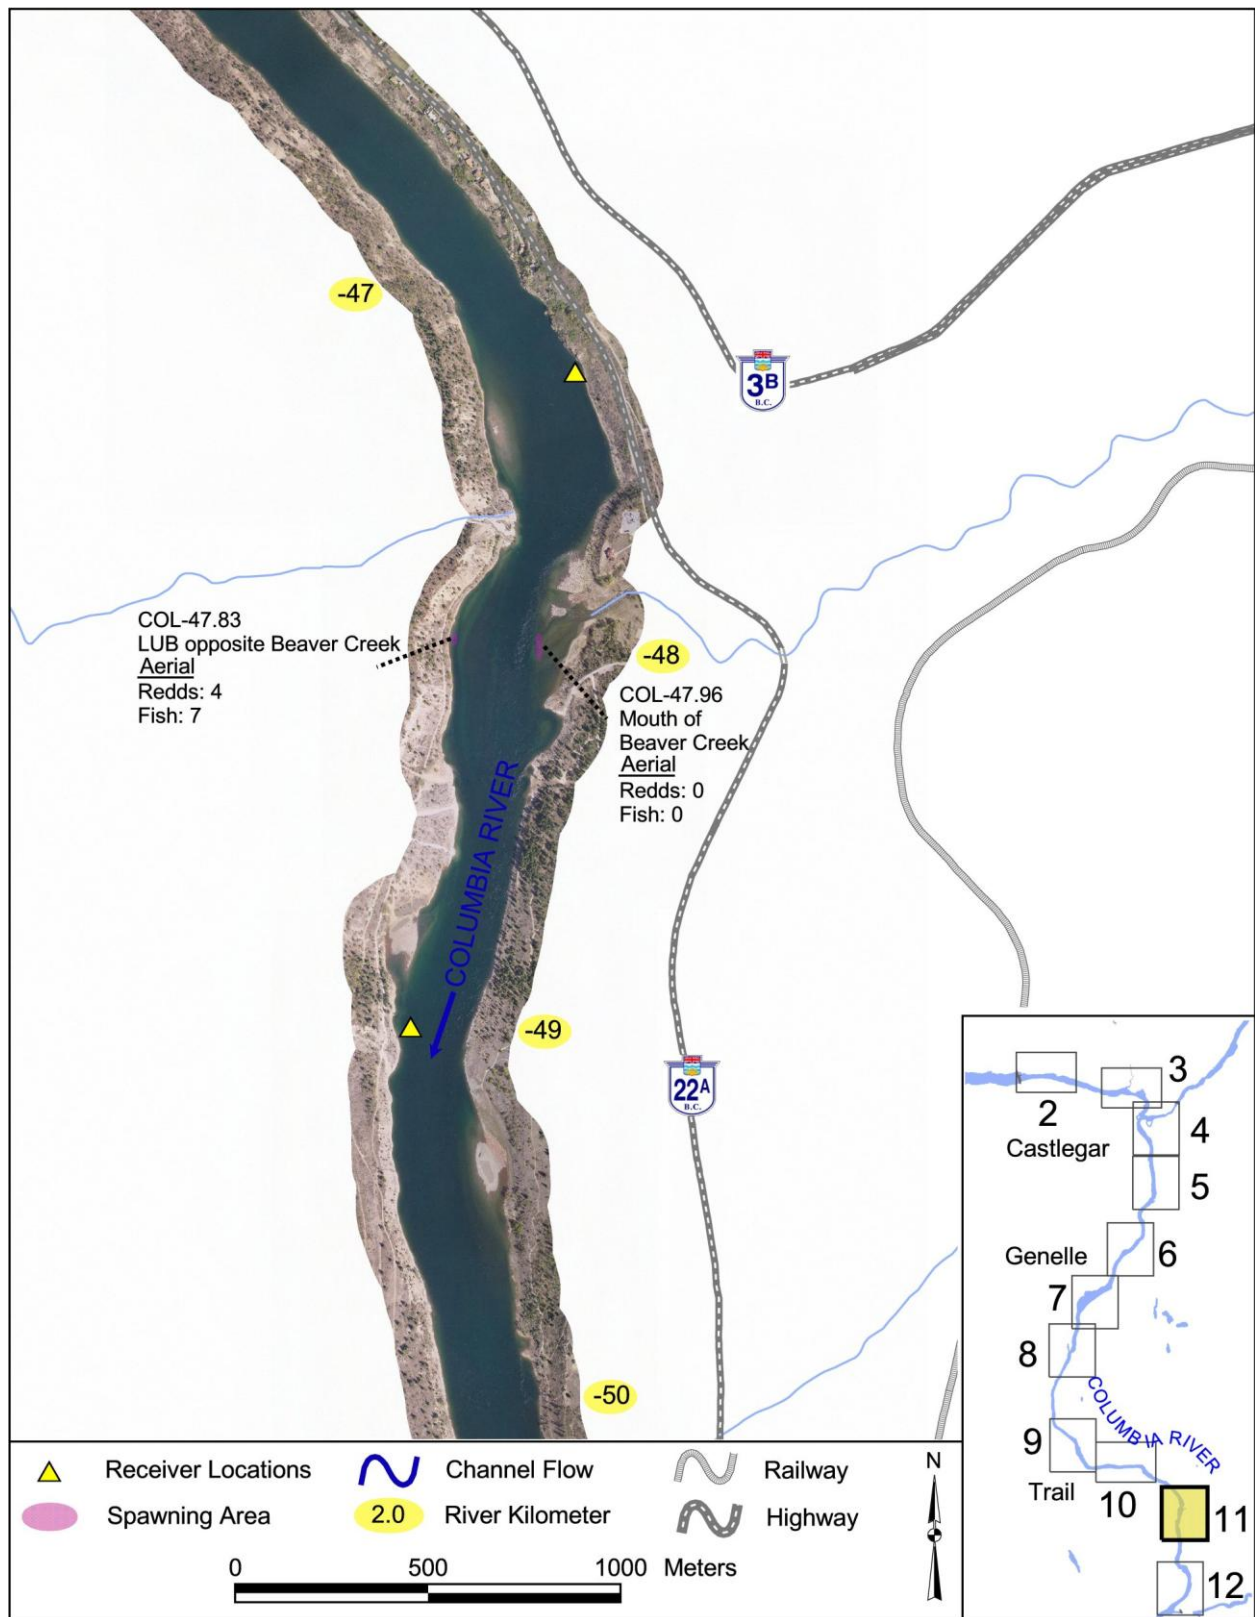 -47
3B
B.C.
COL-47.83
LUB opposite Beaver Creek
Aerial
Redds: 4
Fish: 7
-48
COL-47.96
Mouth of
Beaver Creek
Aerial
Redds: 0
Fish: 0
COLUMBIA RIVER
-49
22A
B.C.
-50
3
2
Castlegar
4
5
Genelle
6
7
8
COLUMBIA RIVER
9
Trail
10
11
12
Receiver Locations
Channel Flow
Railway
Spawning Area
2.0
River Kilometer
Highway
N
0 500 1000 Meters